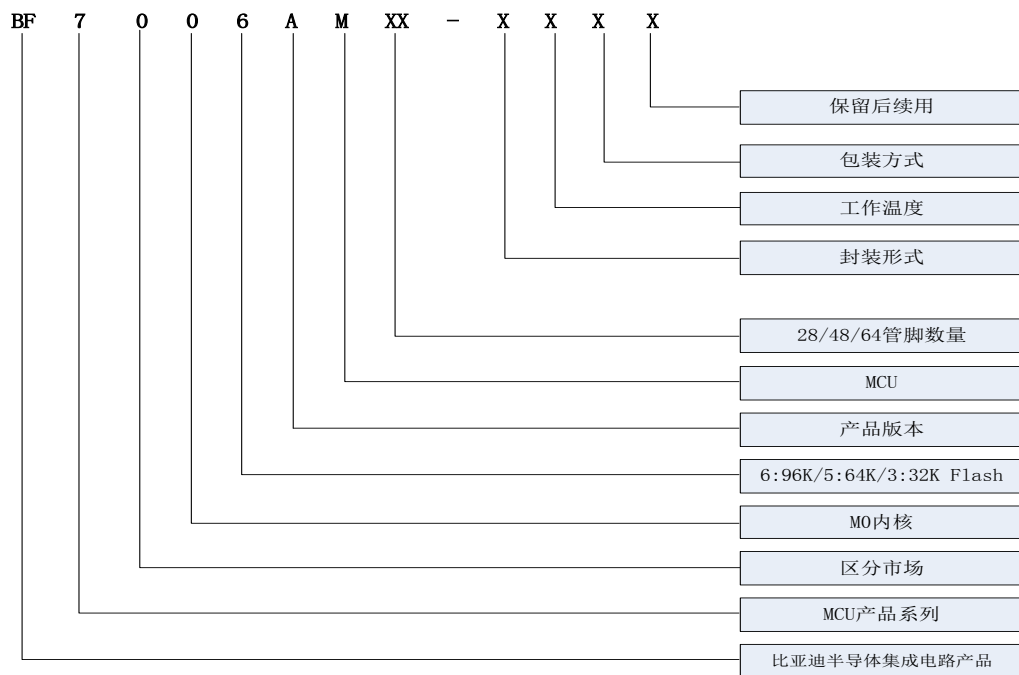 BF 7 0 0 6 A M XX - X X X X
保留后续用
包装方式
工作温度
封装形式
28/48/64管脚数量
MCU
产品版本
6:96K/5:64K/3:32K Flash
M0内核
区分市场
MCU产品系列
比亚迪半导体集成电路产品